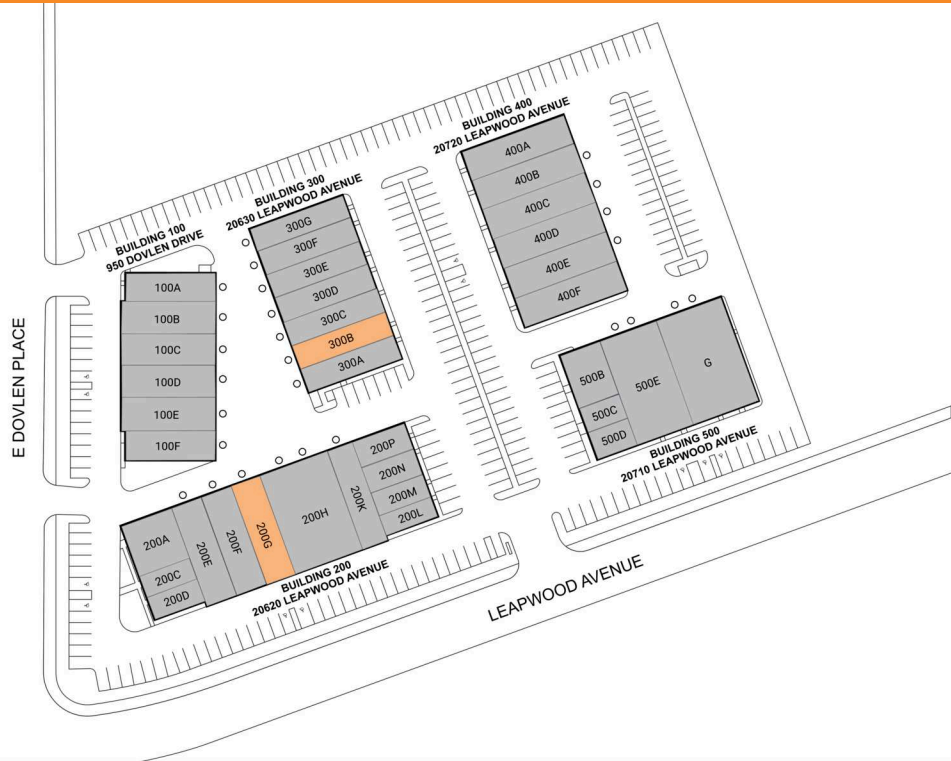 BUILDING 400
20720 LEAPWOOD AVENUE
400A
400B
400C
400D
400E
400F
BUILDING 300
20630 LEAPWOOD AVENUE
300G
300F
300E
300D
300C
300B
300A
BUILDING 100
950 DOVLEN DRIVE
100A
100B
100C
100D
100E
100F
E DOVLEN PLACE
500B
500C
500D
500E
G
BUILDING 500
20710 LEAPWOOD AVENUE
200A
200C
200D
200E
200F
200G
200H
200K
200P
200N
200M
200L
BUILDING 200
20620 LEAPWOOD AVENUE
LEAPWOOD AVENUE